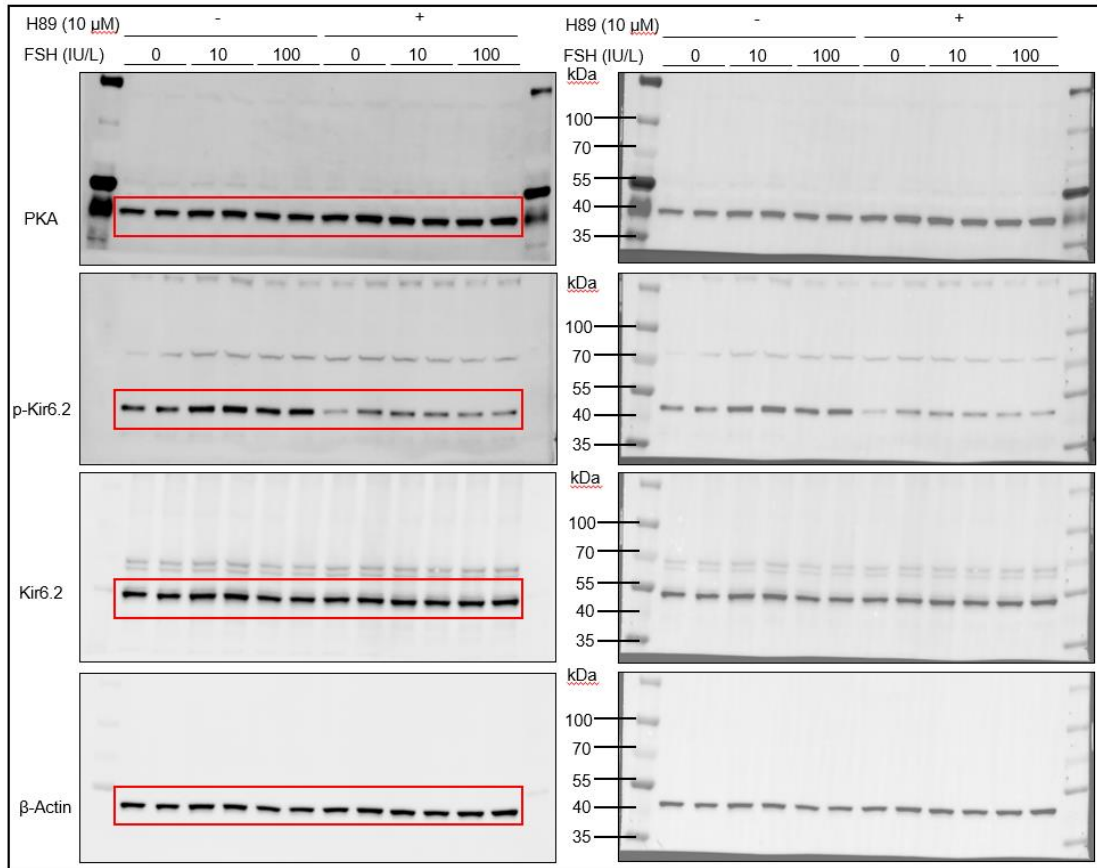 H89 (10 µM) - + H89 (10 µM) - +
FSH (IU/L) 0 10 100 0 10 100 FSH (IU/L) 0 10 100 0 10 100
kDa
100
70
55
PKA 40
35
kDa
100
70
55
p-Kir6.2 40
35
kDa
100
70
Kir6.2 55
40
35
kDa
100
70
55
β-Actin 40
35